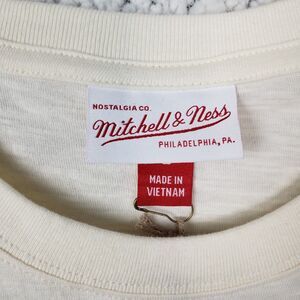 NOSTALGIA CO.
Mitchell & Ness
PHILADELPHIA, PA.
MADE IN
VIETNAM